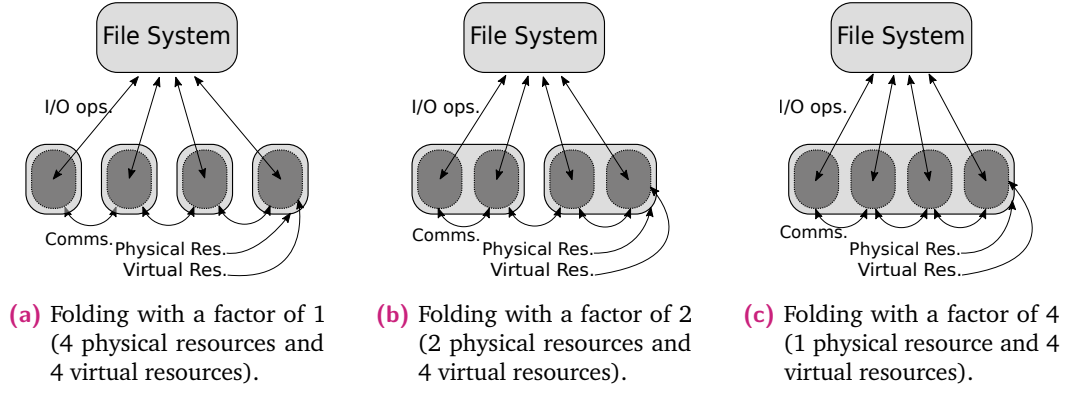 File System
I/O ops.
Comms.
Physical Res.
Virtual Res.
(a) Folding with a factor of 1
(4 physical resources and
4 virtual resources).
File System
I/O ops.
Comms.
Physical Res.
Virtual Res.
(b) Folding with a factor of 2
(2 physical resources and
4 virtual resources).
File System
I/O ops.
Comms.
Physical Res.
Virtual Res.
(c) Folding with a factor of 4
(1 physical resource and 4
virtual resources).